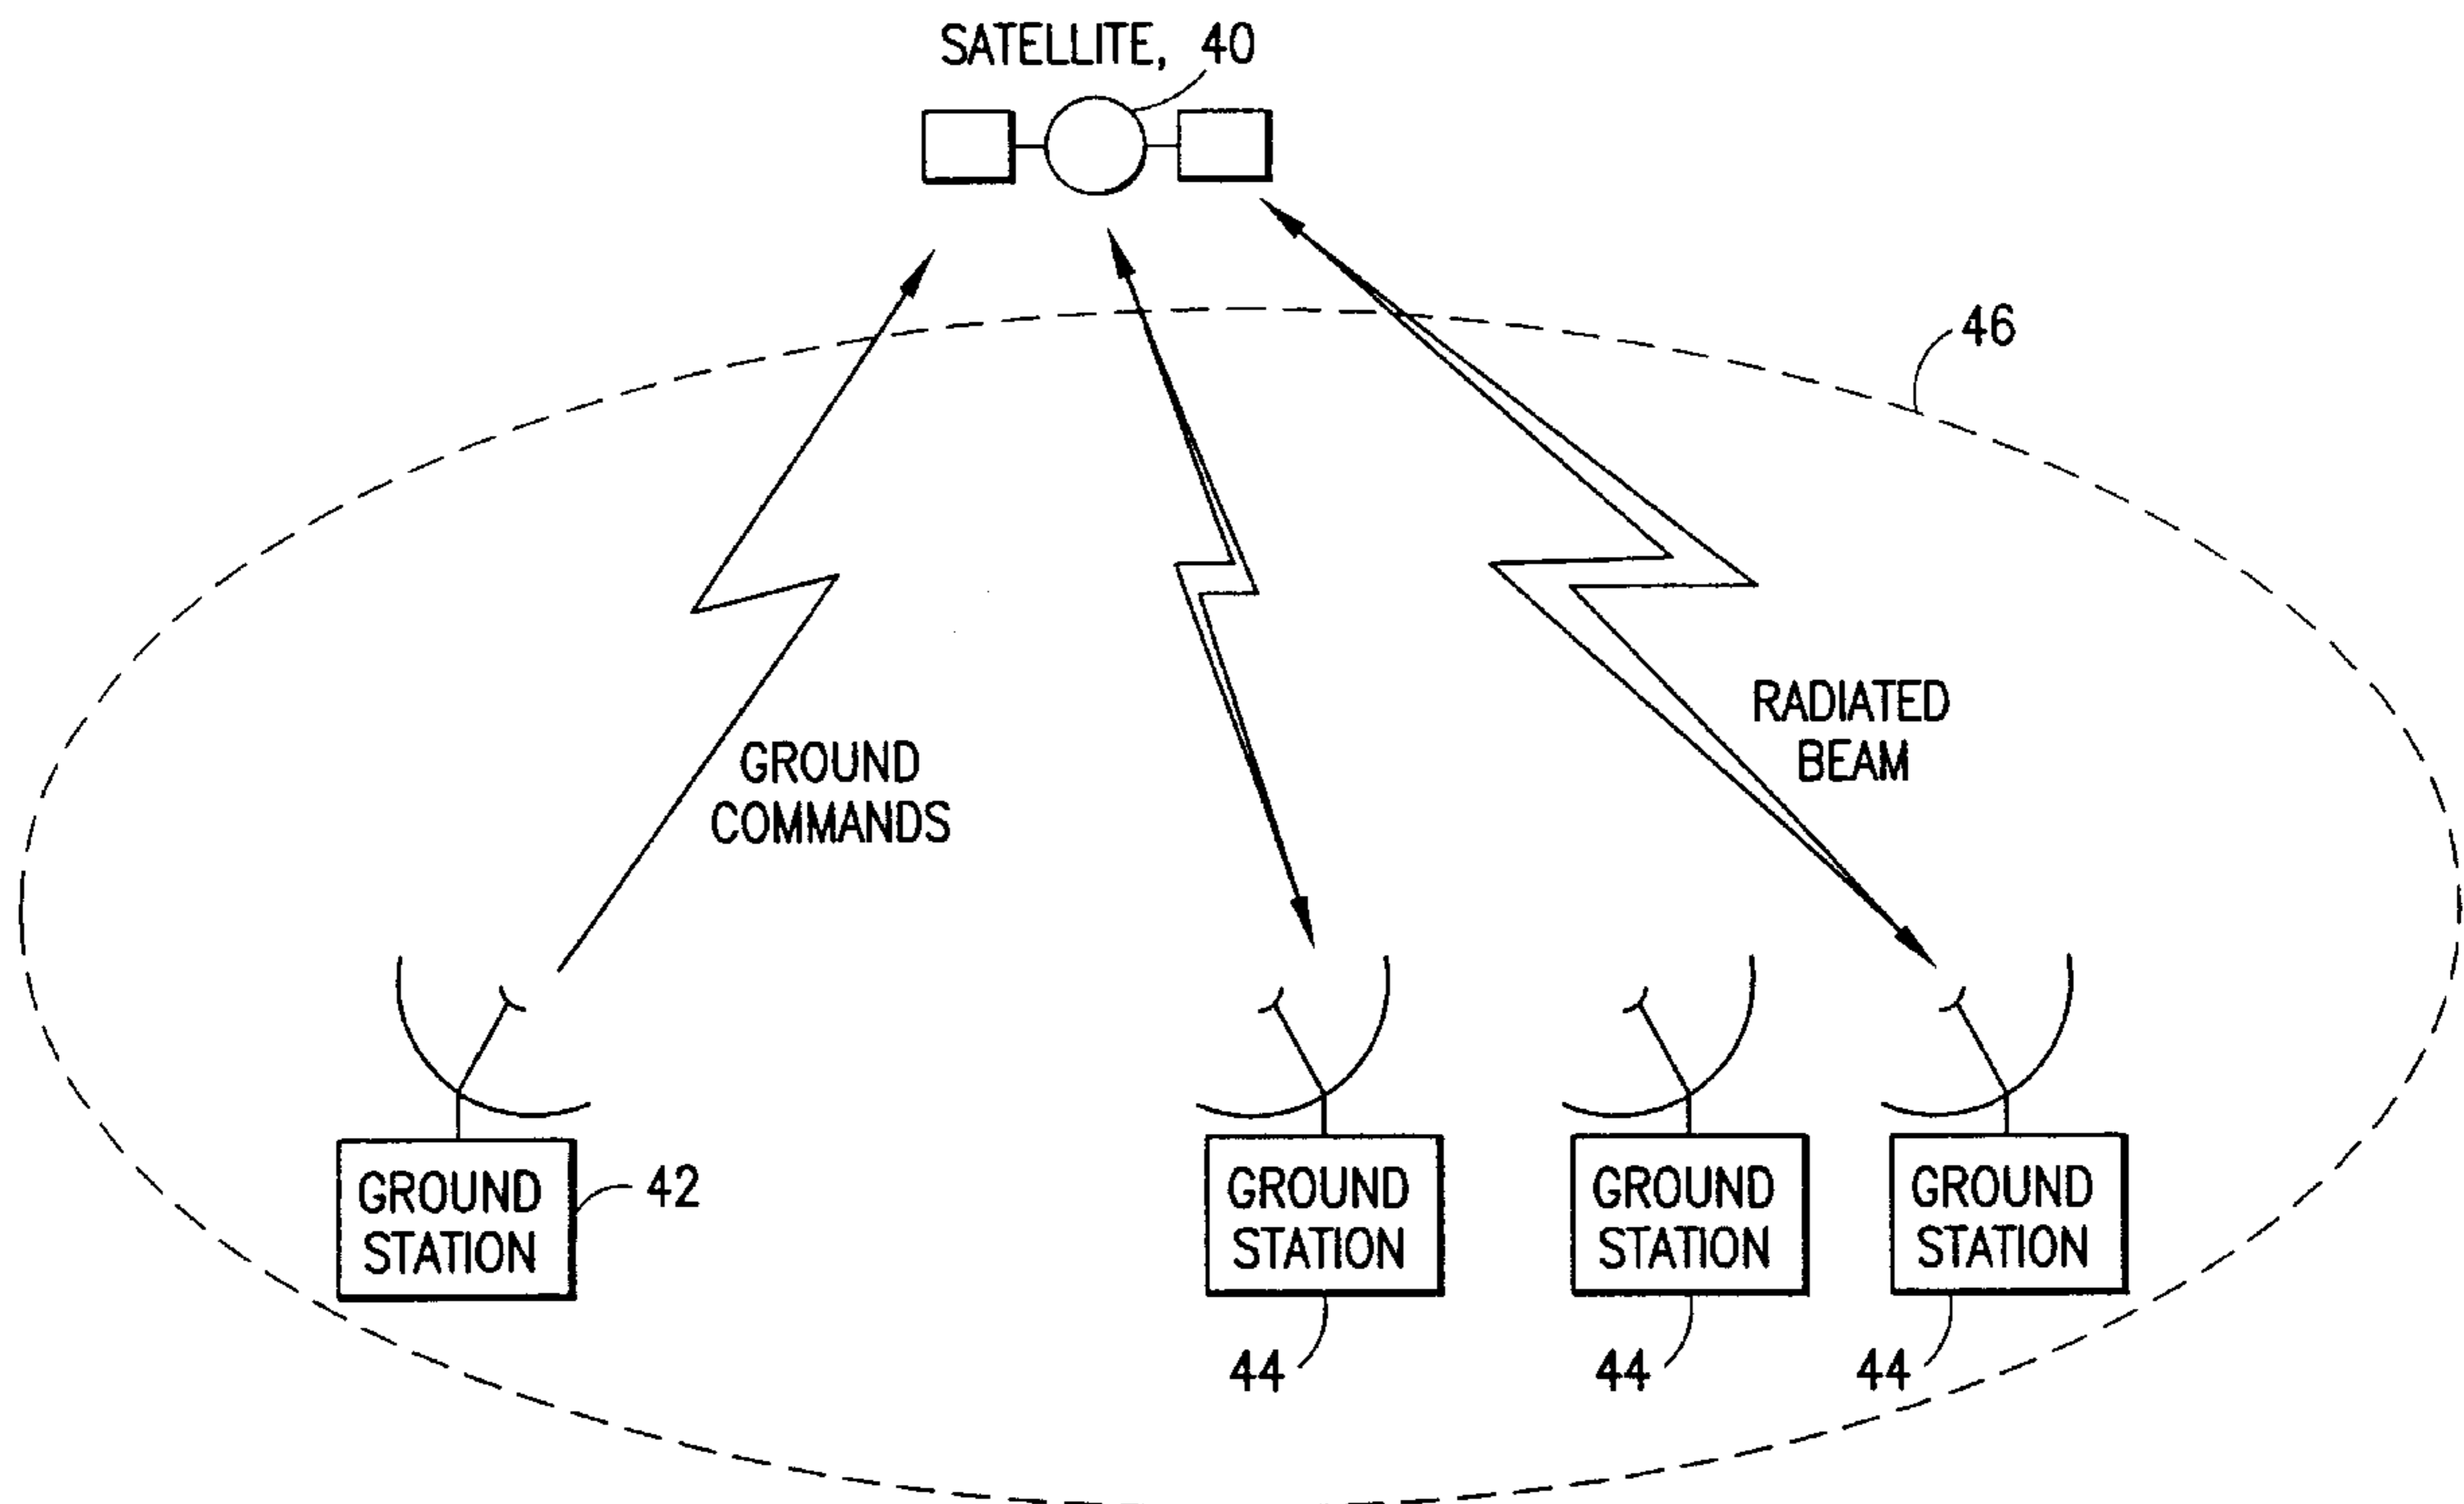 SATELLITE, 40
46
RADIATED
BEAM
GROUND
COMMANDS
GROUND
STATION
42
GROUND
STATION
44
GROUND
STATION
44
GROUND
STATION
44